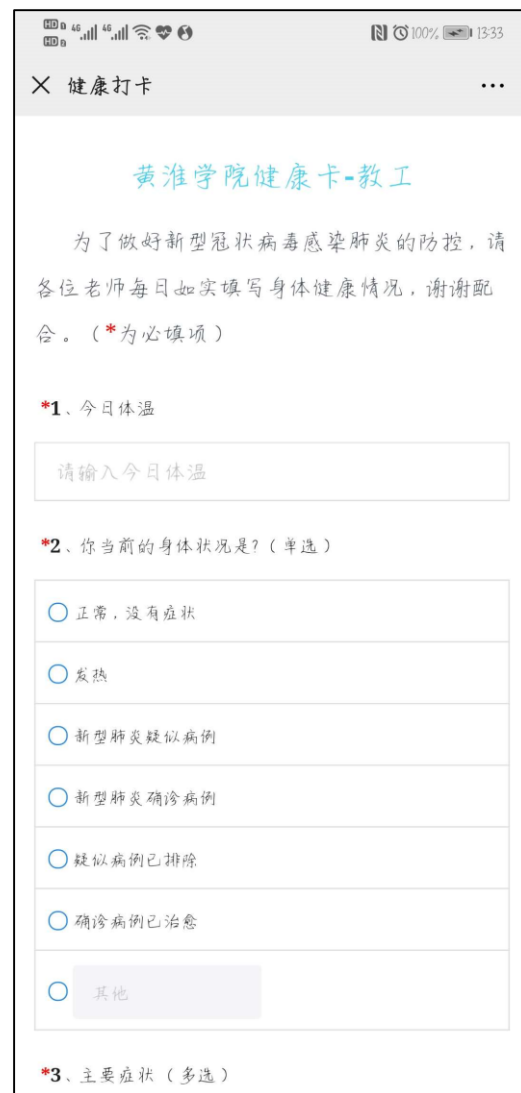 HD 46 46 100% 13:33
HD
× 健康打卡 ...
黄淮学院健康卡-教工
为了做好新型冠状病毒感染肺炎的防控，请
各位老师每日如实填写身体健康情况，谢谢配
合。（*为必填项）
*1、今日体温
请输入今日体温
*2、你当前的身体状况是?（单选）
正常，没有症状
发热
新型肺炎疑似病例
新型肺炎确诊病例
疑似病例已排除
确诊病例已治愈
其他
*3、主要症状（多选）